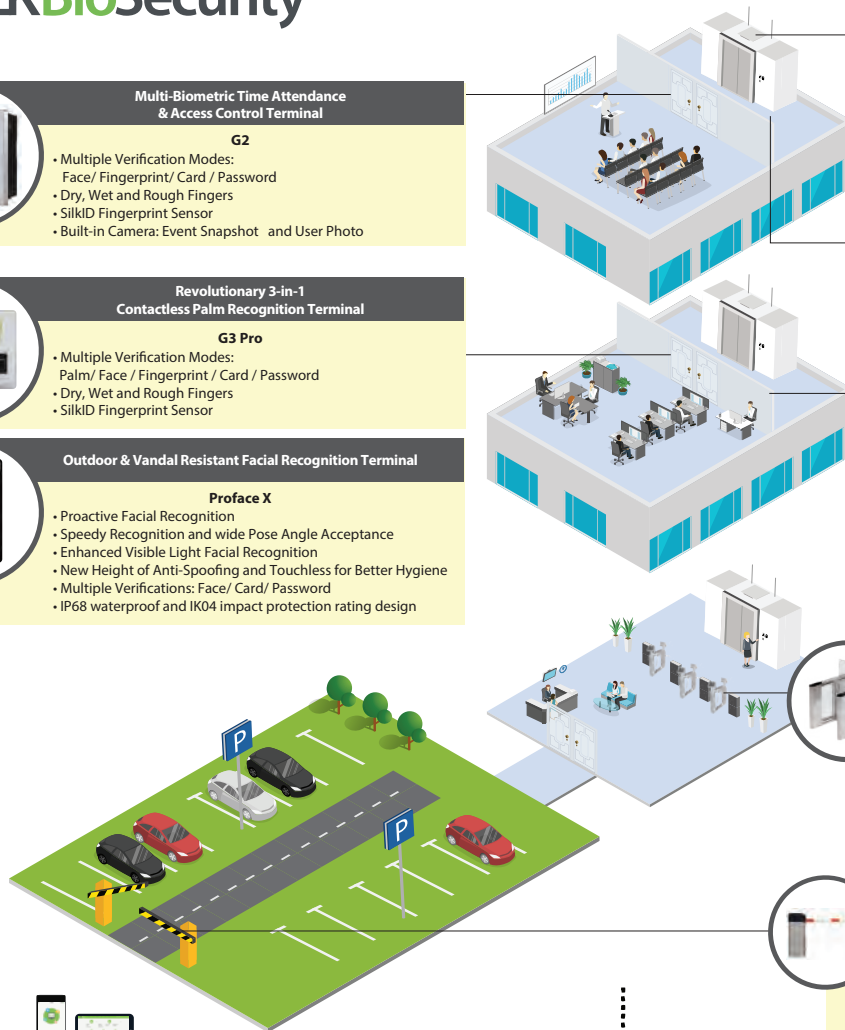 BioSecurity
Multi-Biometric Time Attendance
& Access Control Terminal
G2
• Multiple Verification Modes:
Face/ Fingerprint/ Card / Password
• Dry, Wet and Rough Fingers
• SilkID Fingerprint Sensor
• Built-in Camera: Event Snapshot and User Photo
Revolutionary 3-in-1
Contactless Palm Recognition Terminal
G3 Pro
• Multiple Verification Modes:
Palm/ Face / Fingerprint / Card / Password
• Dry, Wet and Rough Fingers
• SilkID Fingerprint Sensor
Outdoor & Vandal Resistant Facial Recognition Terminal
Proface X
• Proactive Facial Recognition
• Speedy Recognition and wide Pose Angle Acceptance
• Enhanced Visible Light Facial Recognition
• New Height of Anti-Spoofing and Touchless for Better Hygiene
• Multiple Verifications: Face/ Card/ Password
• IP68 waterproof and IK04 impact protection rating design
P
P